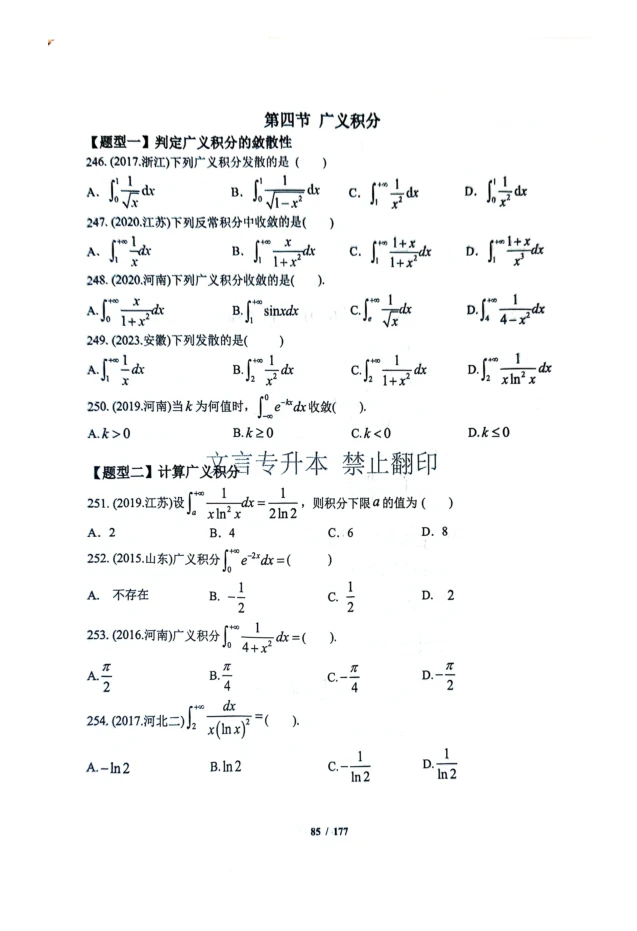 第四节 广义积分
【题型一】判定广义积分的敛散性
246. (2017.浙江)下列广义积分发散的是 ( )
A. ∫₀¹ 1/√x dx B. ∫₀¹ 1/√(1−x²) dx C. ∫₁^{+∞} 1/x² dx D. ∫₀¹ 1/x² dx
247. (2020.江苏)下列反常积分中收敛的是( )
A. ∫₁^{+∞} 1/x dx B. ∫₁^{+∞} x/(1+x²) dx C. ∫₁^{+∞} (1+x)/(1+x²) dx D. ∫₁^{+∞} (1+x)/x³ dx
248. (2020.河南)下列广义积分收敛的是( ).
A. ∫₀^{+∞} x/(1+x²) dx B. ∫₁^{+∞} sinxdx C. ∫ₑ^{+∞} 1/√x dx D. ∫₄^{+∞} 1/(4−x²) dx
249. (2023.安徽)下列发散的是( )
A. ∫₁^{+∞} 1/x dx B. ∫₂^{+∞} 1/x² dx C. ∫₂^{+∞} 1/(1+x²) dx D. ∫₂^{+∞} 1/(x ln² x) dx
250. (2019.河南)当 k 为何值时，∫_{−∞}^0 e^{−kx}dx 收敛( ).
A. k > 0 B. k ≥ 0 C. k < 0 D. k ≤ 0
文言专升本 禁止翻印
【题型二】计算广义积分
251. (2019.江苏)设 ∫ₐ^{+∞} 1/(x ln² x) dx = 1/(2 ln 2)，则积分下限 a 的值为 ( )
A. 2 B. 4 C. 6 D. 8
252. (2015.山东)广义积分 ∫₀^{+∞} e^{−2x}dx = ( )
A. 不存在 B. −1/2 C. 1/2 D. 2
253. (2016.河南)广义积分 ∫₀^{+∞} 1/(4+x²) dx = ( ).
A. π/2 B. π/4 C. −π/4 D. −π/2
254. (2017.河北二) ∫₂^{+∞} dx/(x(ln x)²) = ( ).
A. −ln 2 B. ln 2 C. −1/ln 2 D. 1/ln 2
85 / 177